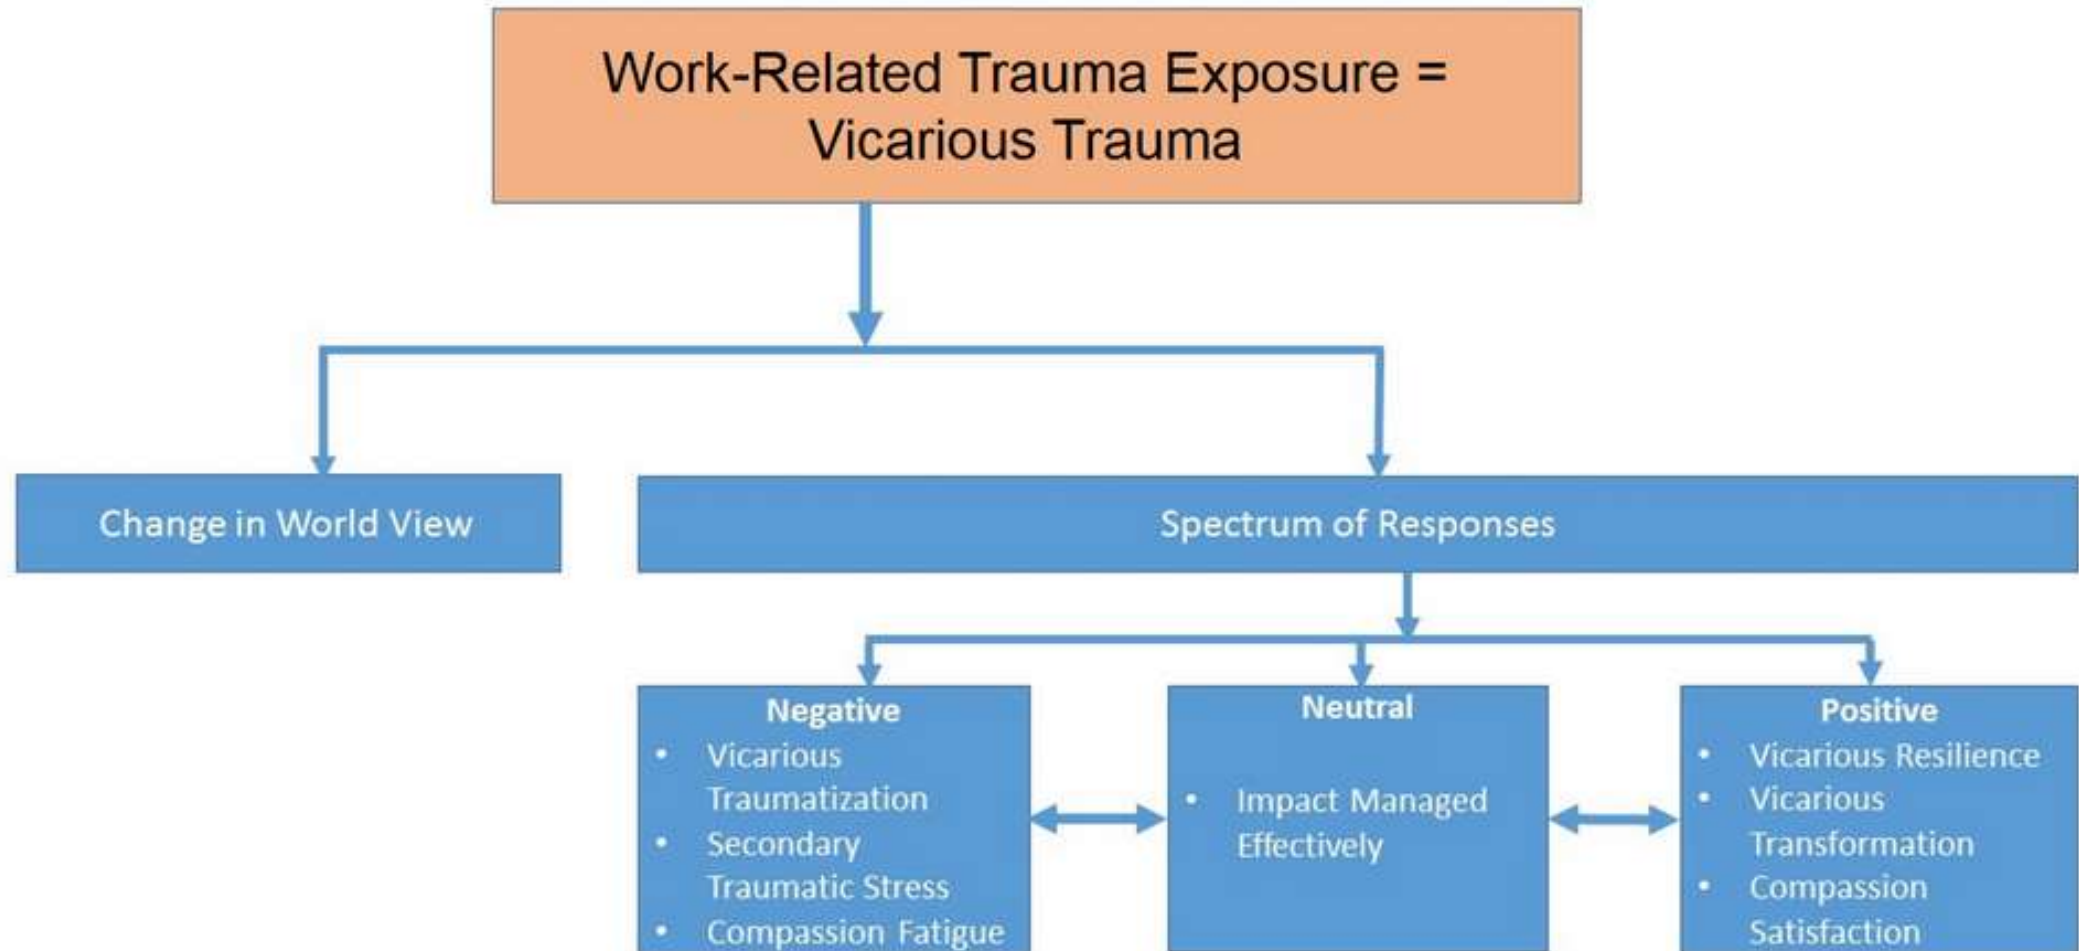 Work-Related Trauma Exposure =
Vicarious Trauma
Change in World View
Spectrum of Responses
Negative
• Vicarious
Traumatization
• Secondary
Traumatic Stress
• Compassion Fatigue
Neutral
• Impact Managed
Effectively
Positive
• Vicarious Resilience
• Vicarious
Transformation
• Compassion
Satisfaction